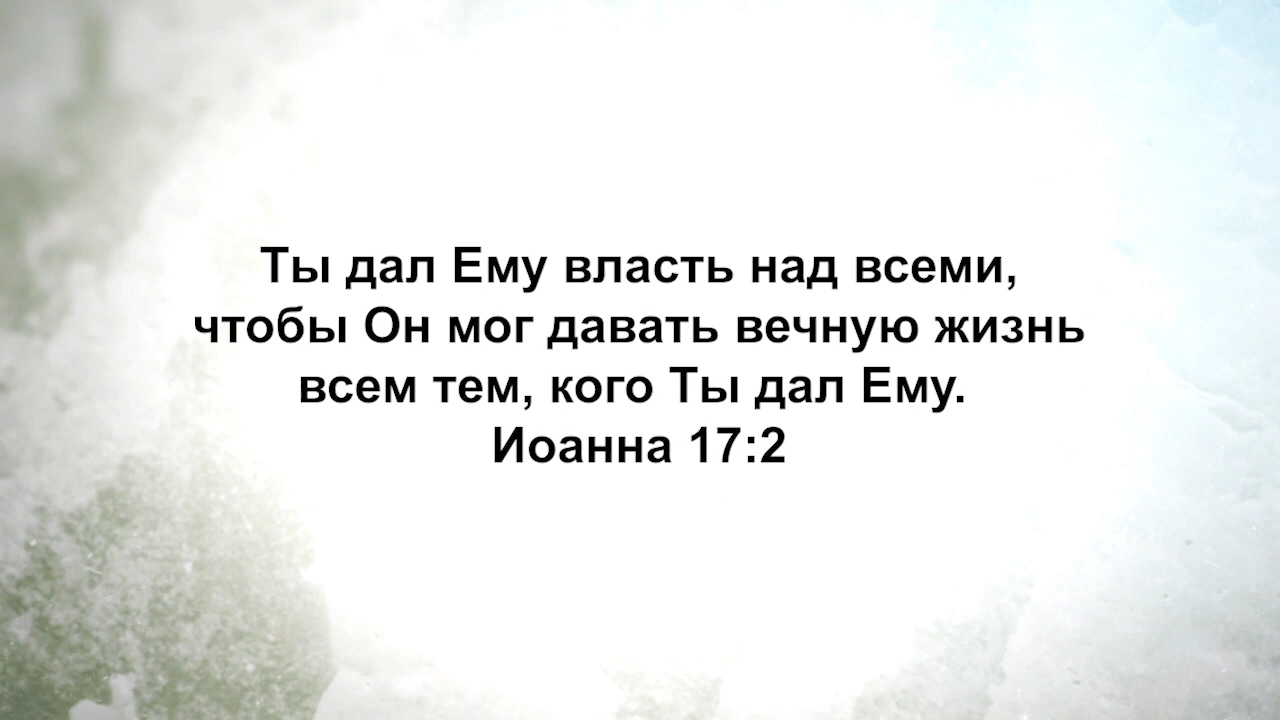 Ты дал Ему власть над всеми,
чтобы Он мог давать вечную жизнь
всем тем, кого Ты дал Ему.
Иоанна 17:2